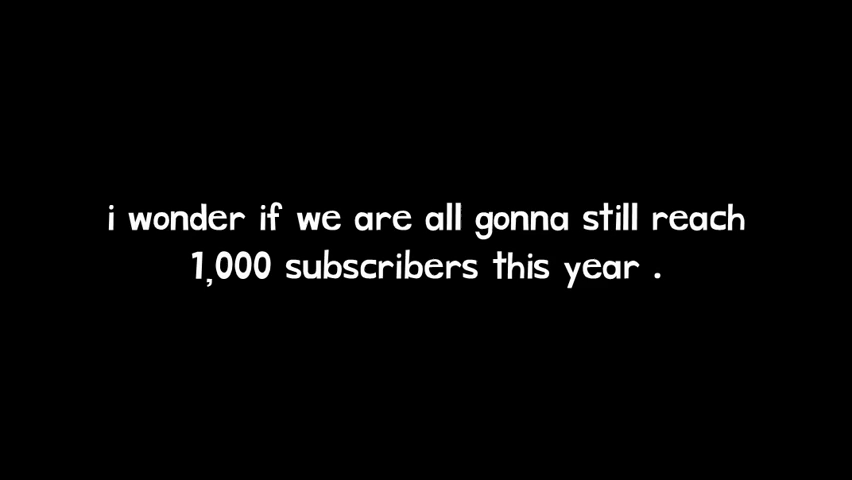 i wonder if we are all gonna still reach
1,000 subscribers this year .